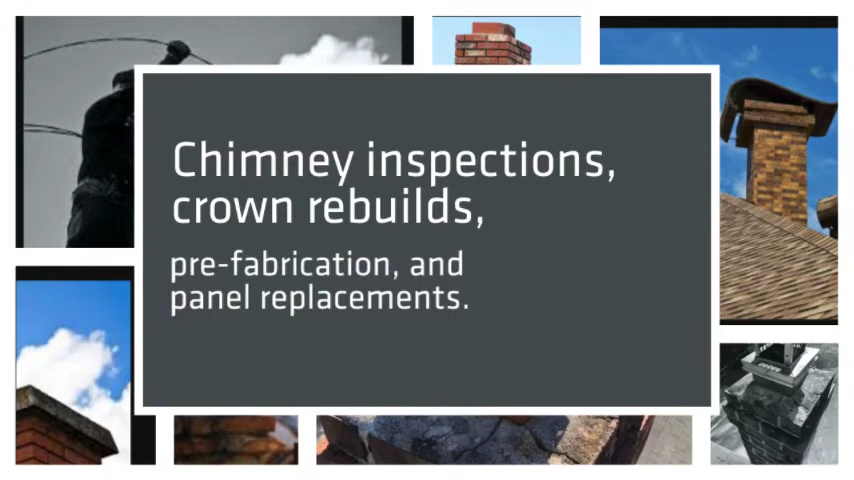 Chimney inspections,
crown rebuilds,
pre-fabrication, and
panel replacements.